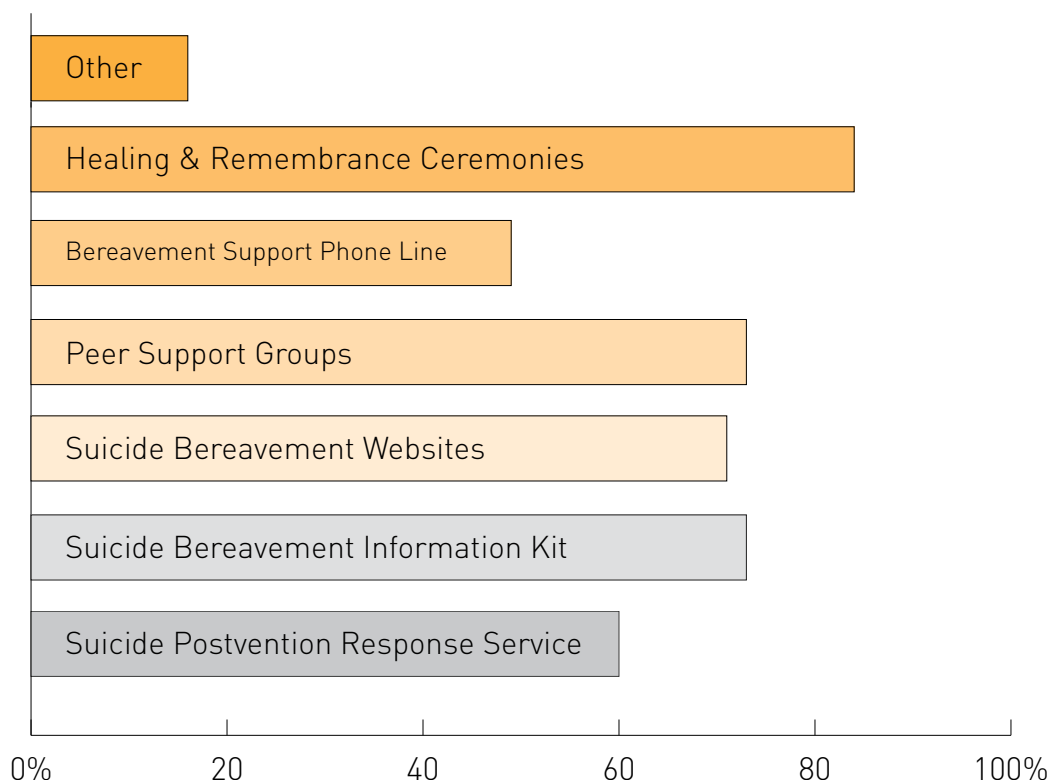 Other
Healing & Remembrance Ceremonies
Bereavement Support Phone Line
Peer Support Groups
Suicide Bereavement Websites
Suicide Bereavement Information Kit
Suicide Postvention Response Service
0% 20 40 60 80 100%